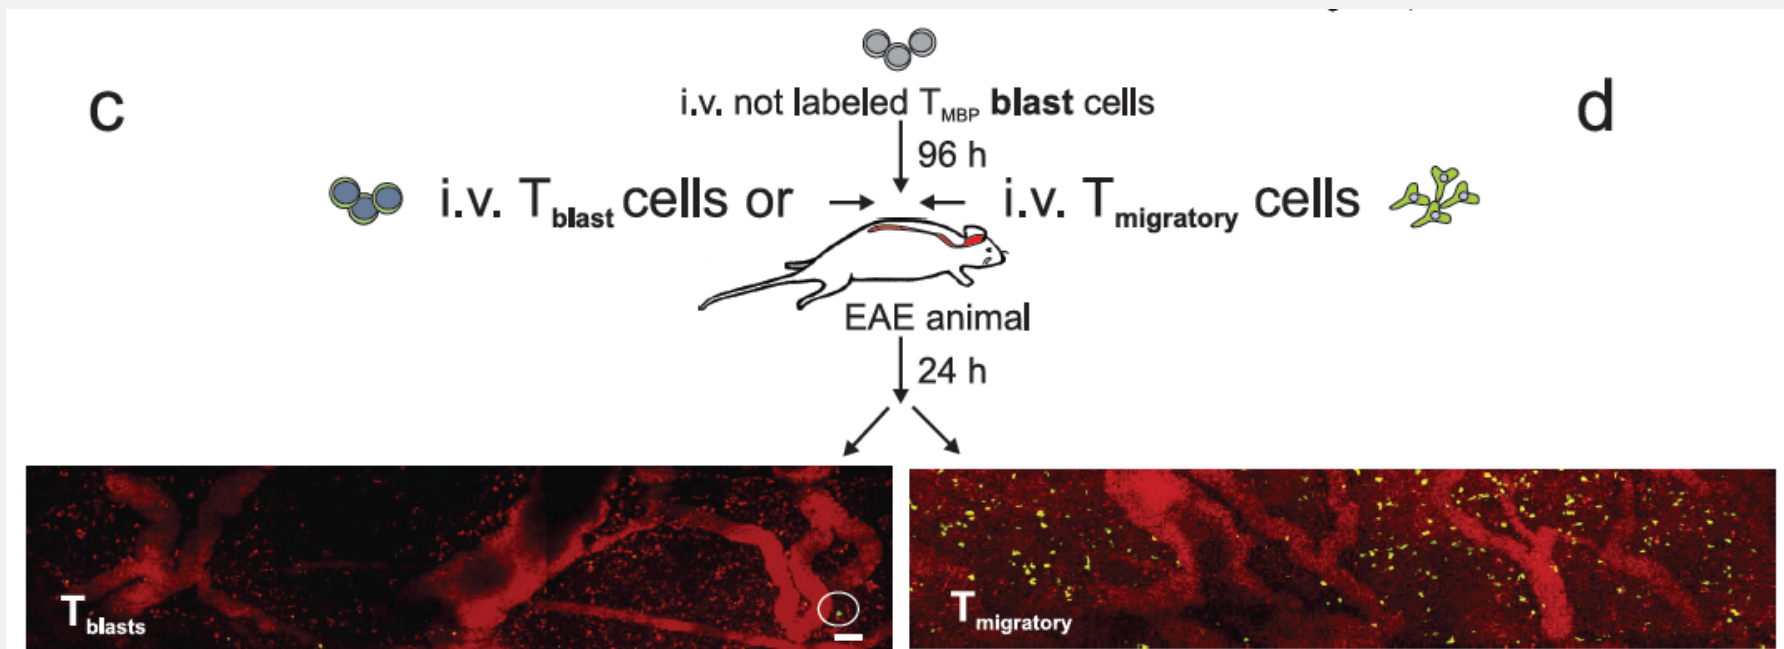 c
d
i.v. not labeled TMBP blast cells
96 h
i.v. Tblast cells or
i.v. Tmigratory cells
EAE animal
24 h
Tblasts
Tmigratory